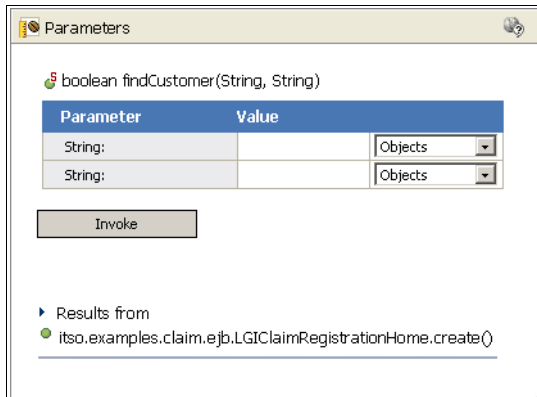 Parameters
S boolean findCustomer(String, String)
Parameter Value
String: Objects
String: Objects
Invoke
Results from
itso.examples.claim.ejb.LGIClaimRegistrationHome.create()